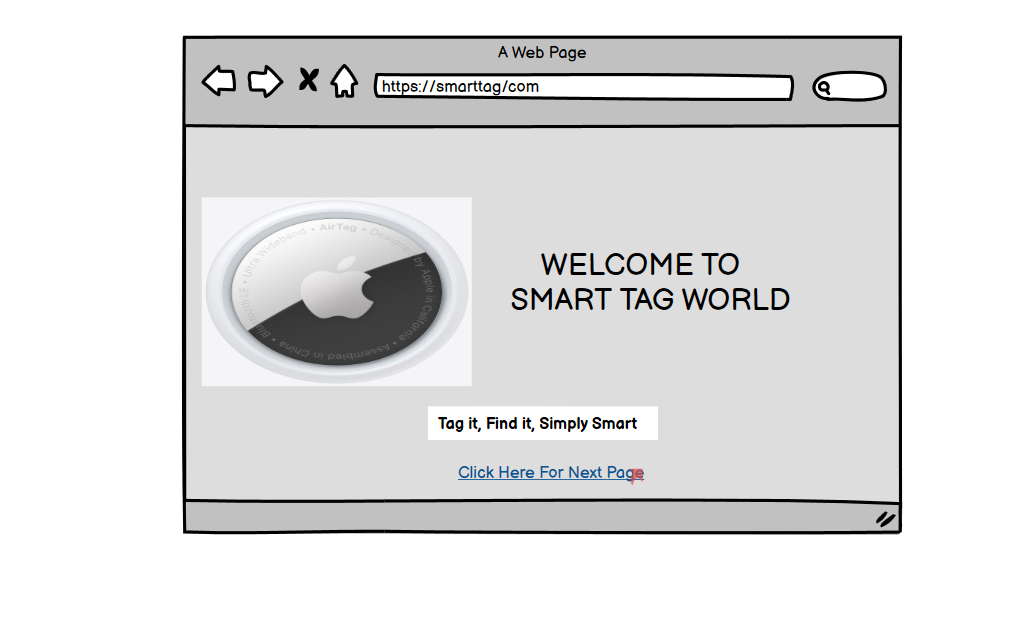 A Web Page
https://smarttag/com
Ultra Wideband • AirTag • Designed by Apple in California • Assembled in China • Bluetooth LE •
WELCOME TO
SMART TAG WORLD
Tag it, Find it, Simply Smart
Click Here For Next Page